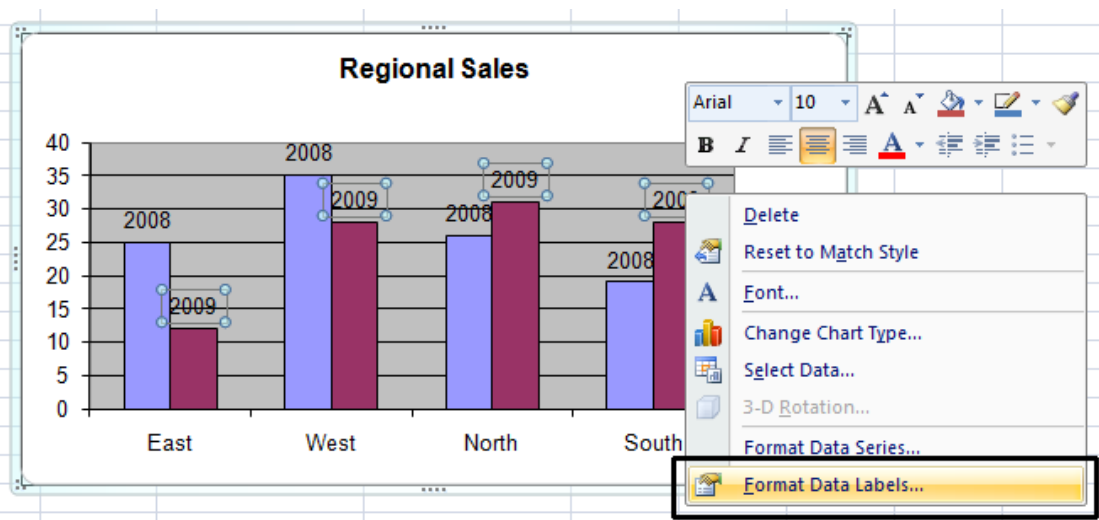 Regional Sales
Arial 10 A A
B I A
40
35
30
25
20
15
10
5
0
2008
2009
2008
2009
2008
2009
2008
East
West
North
South
Delete
Reset to Match Style
A Font...
Change Chart Type...
Select Data...
3-D Rotation...
Format Data Series...
Format Data Labels...